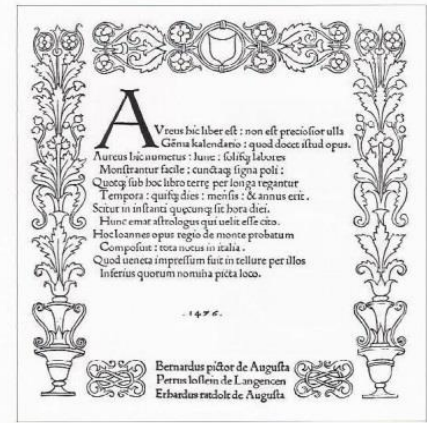 AVreus hic liber est : non est preciosior ulla
Gēma kalendario : quod docet istud opus.
Aureus hic numerus : lune : solisq; labores
Monstrantur facile : cunctaq; signa poli :
Quotq; sub hoc libro terre per longa regantur
Tempora : quisq; dies : mensis : & annus erit.
Scitur in instanti quecunq; sit hora diei.
Hunc emat astrologus qui uelit esse cito.
Hoc Ioannes opus regio de monte probatum
Composuit : tota notus in italia.
Quod ueneta impressum fuit in tellure per illos
Inferius quorum nomina picta loco.
.1476.
Bernardus pictor de Augusta
Petrus loslein de Langencen
Erhardus ratdolt de Augusta